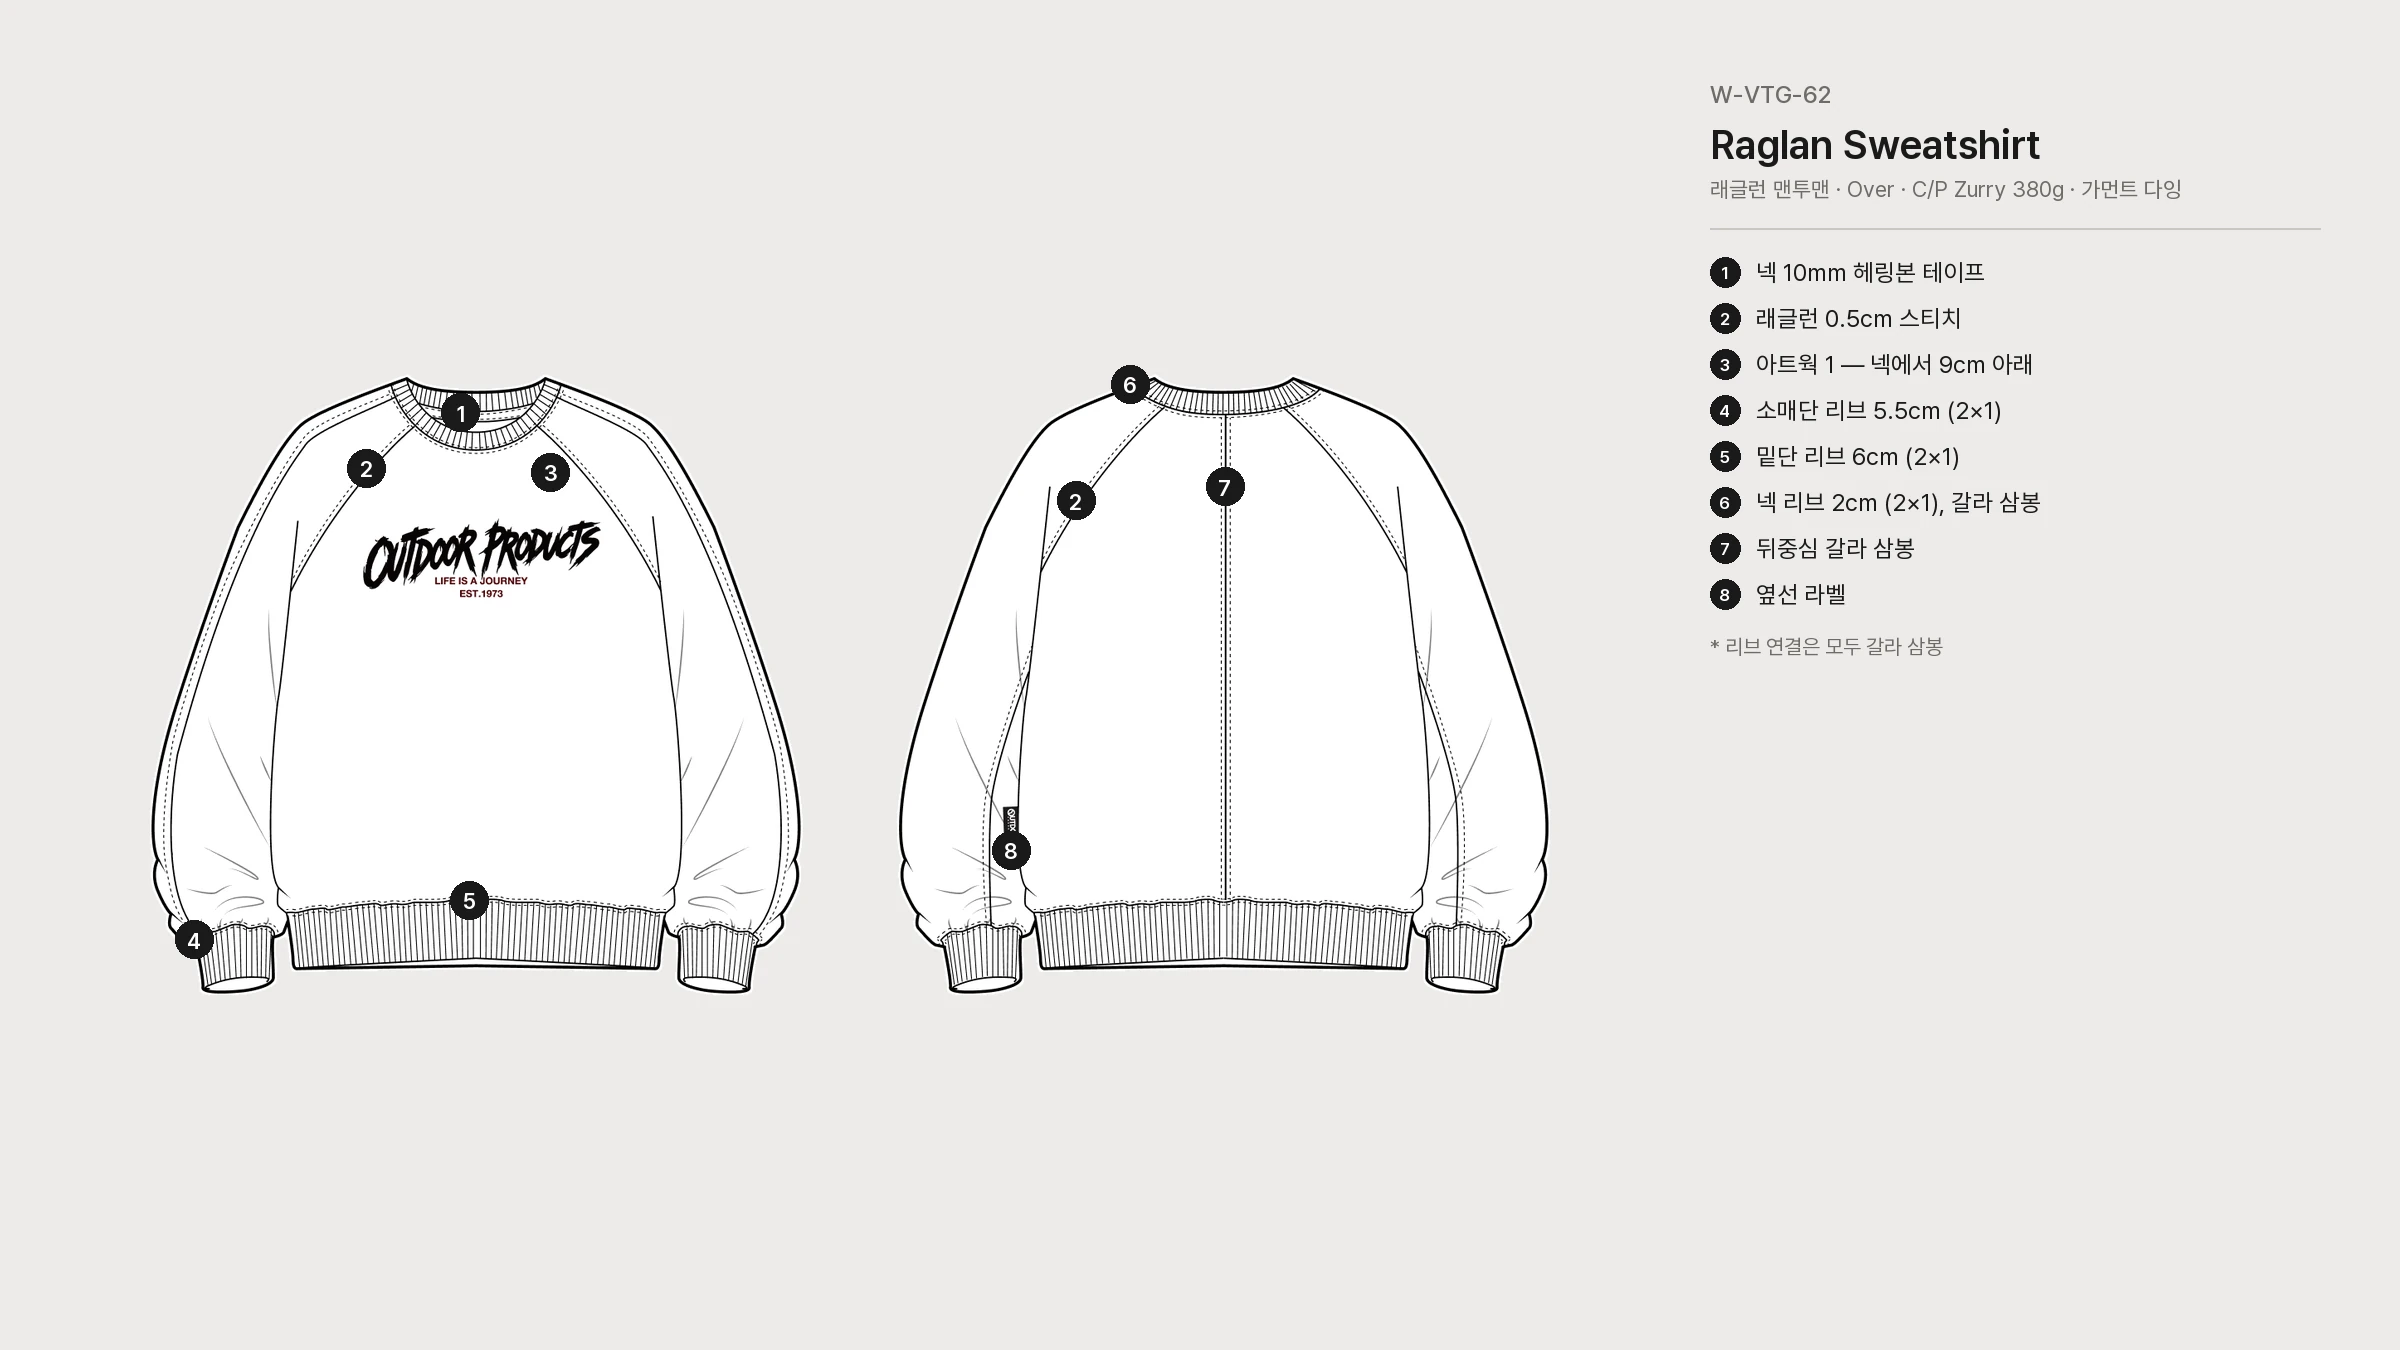 W-VTG-62
Raglan Sweatshirt
래글런 맨투맨 · Over · C/P Zurry 380g · 가먼트 다잉
1 넥 10mm 헤링본 테이프
2 래글런 0.5cm 스티치
3 아트웍 1 — 넥에서 9cm 아래
4 소매단 리브 5.5cm (2×1)
5 밑단 리브 6cm (2×1)
6 넥 리브 2cm (2×1), 갈라 삼봉
7 뒤중심 갈라 삼봉
8 옆선 라벨
* 리브 연결은 모두 갈라 삼봉
1
2
3
OUTDOOR PRODUCTS
LIFE IS A JOURNEY
EST.1973
4
5
6
2
7
8